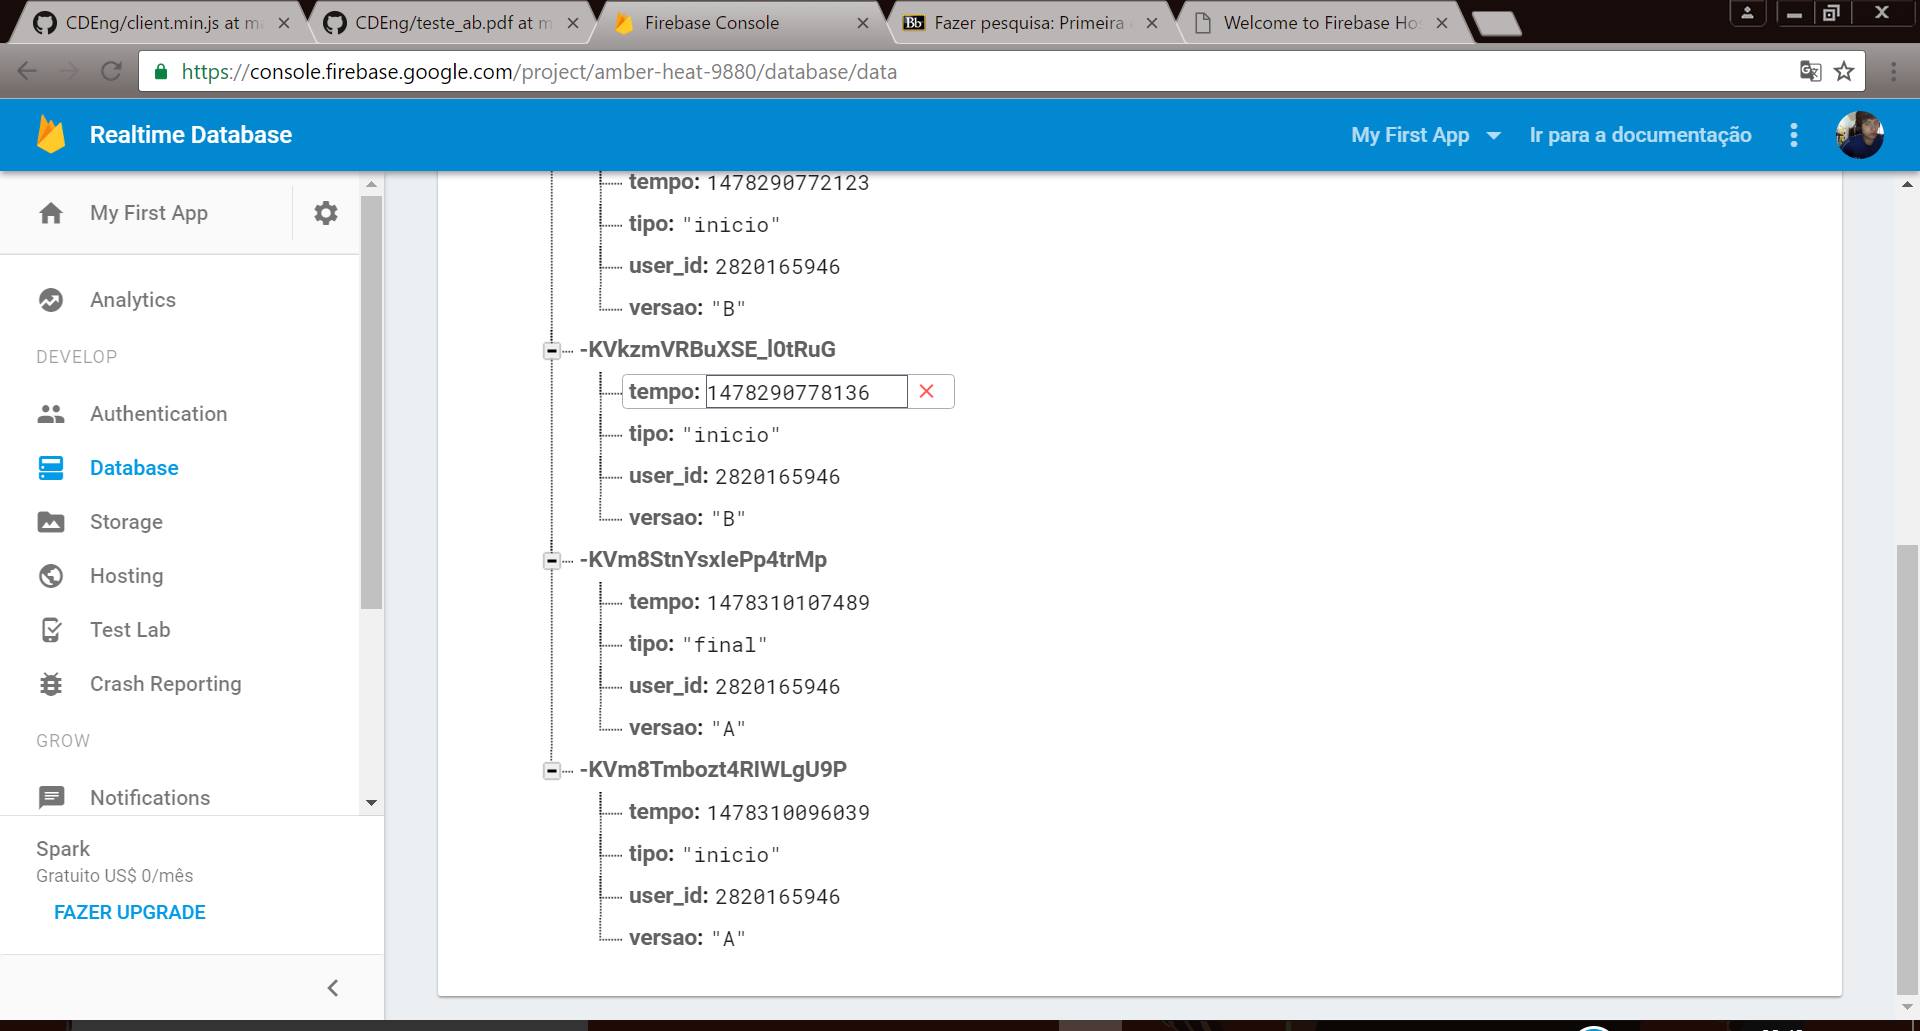 CDEng/client.min.js at m
CDEng/teste_ab.pdf at m
Firebase Console
Bb Fazer pesquisa: Primeira
Welcome to Firebase Ho
https://console.firebase.google.com/project/amber-heat-9880/database/data
Realtime Database
My First App
Ir para a documentação
My First App
Analytics
DEVELOP
Authentication
Database
Storage
Hosting
Test Lab
Crash Reporting
GROW
Notifications
Spark
Gratuito US$ 0/mês
FAZER UPGRADE
tempo: 1478290772123
tipo: "inicio"
user_id: 2820165946
versao: "B"
-KVkzmVRBuXSE_l0tRuG
tempo: 1478290778136
tipo: "inicio"
user_id: 2820165946
versao: "B"
-KVm8StnYsxIePp4trMp
tempo: 1478310107489
tipo: "final"
user_id: 2820165946
versao: "A"
-KVm8Tmbozt4RIWLgU9P
tempo: 1478310096039
tipo: "inicio"
user_id: 2820165946
versao: "A"